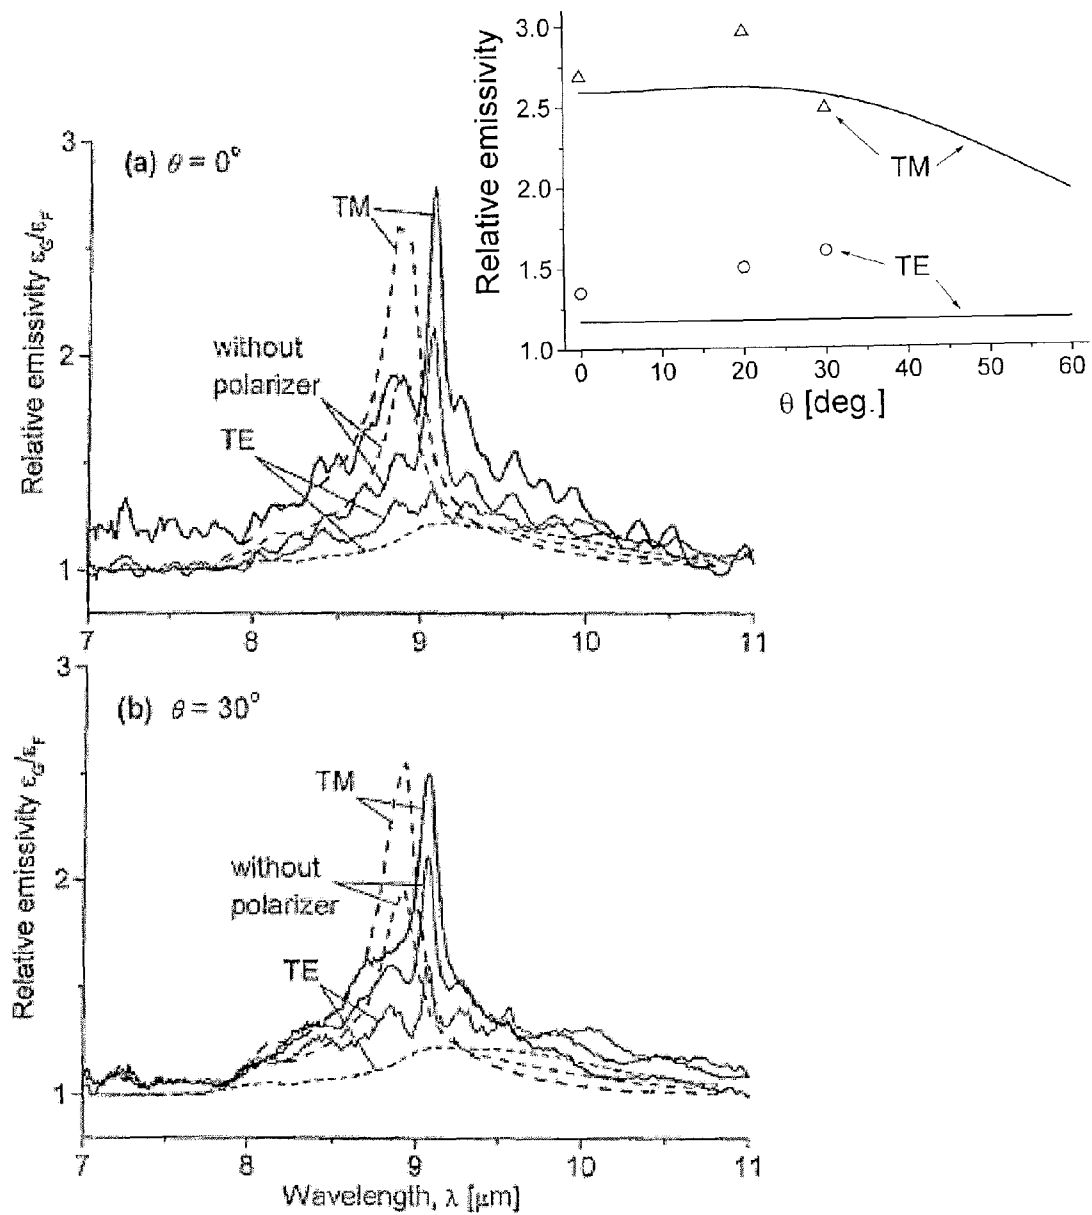 3.0
2.5
2.0
1.5
1.0
Relative emissivity
TM
TE
0
10
20
30
40
50
60
θ [deg.]
(a) θ = 0°
3
2
1
Relative emissivity ε_G/ε_F
TM
without
polarizer
TE
7
8
9
10
11
(b) θ = 30°
3
2
1
Relative emissivity ε_G/ε_F
TM
without
polarizer
TE
7
8
9
10
11
Wavelength, λ [μm]